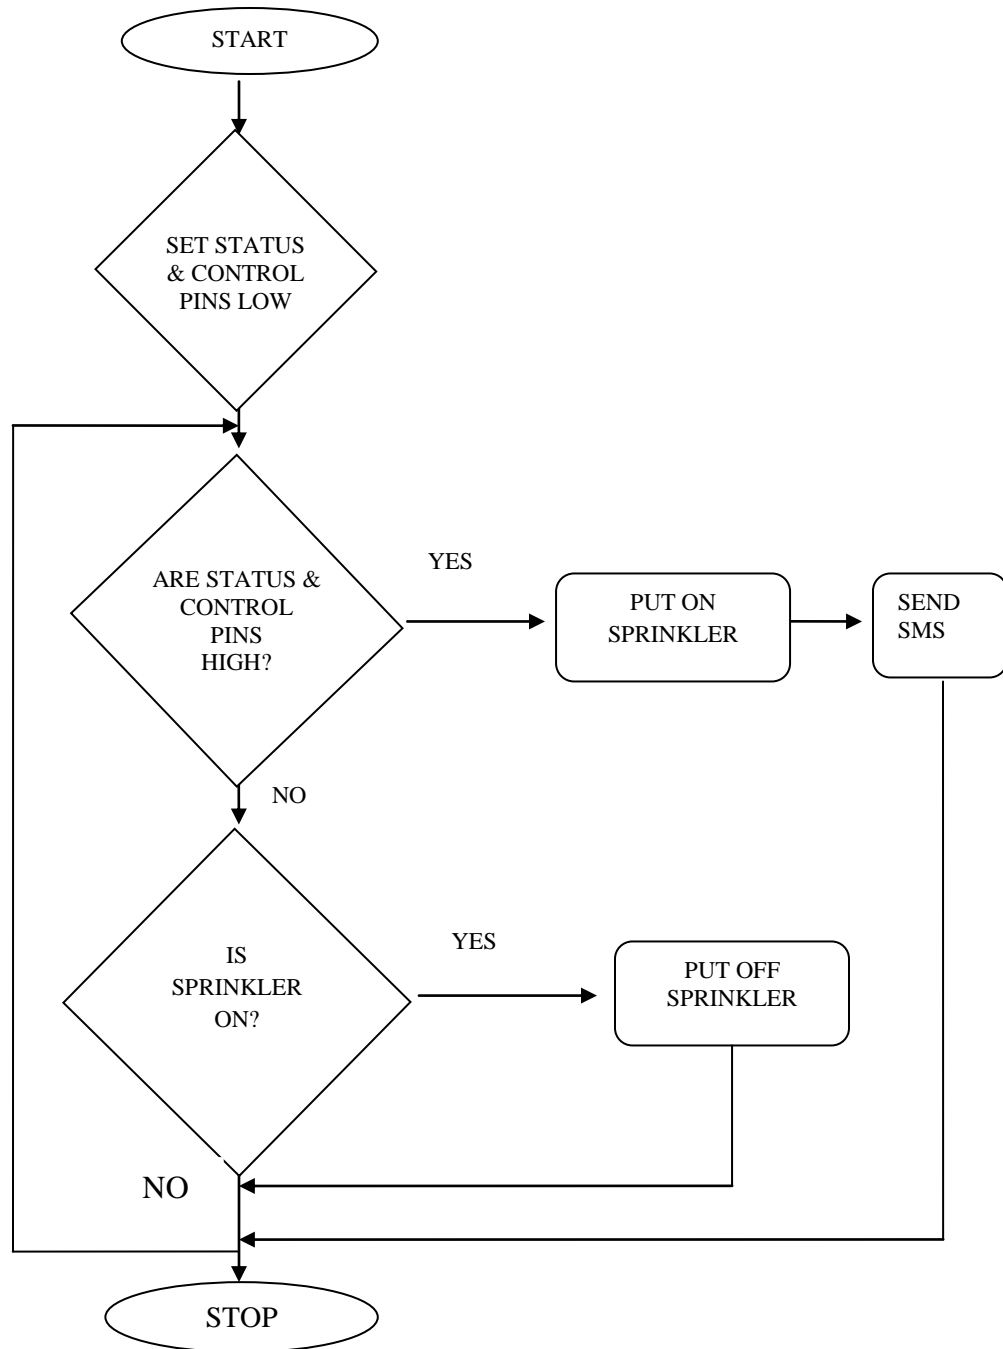 START
SET STATUS
& CONTROL
PINS LOW
ARE STATUS &
CONTROL
PINS
HIGH?
YES
PUT ON
SPRINKLER
SEND
SMS
NO
IS
SPRINKLER
ON?
YES
PUT OFF
SPRINKLER
NO
STOP